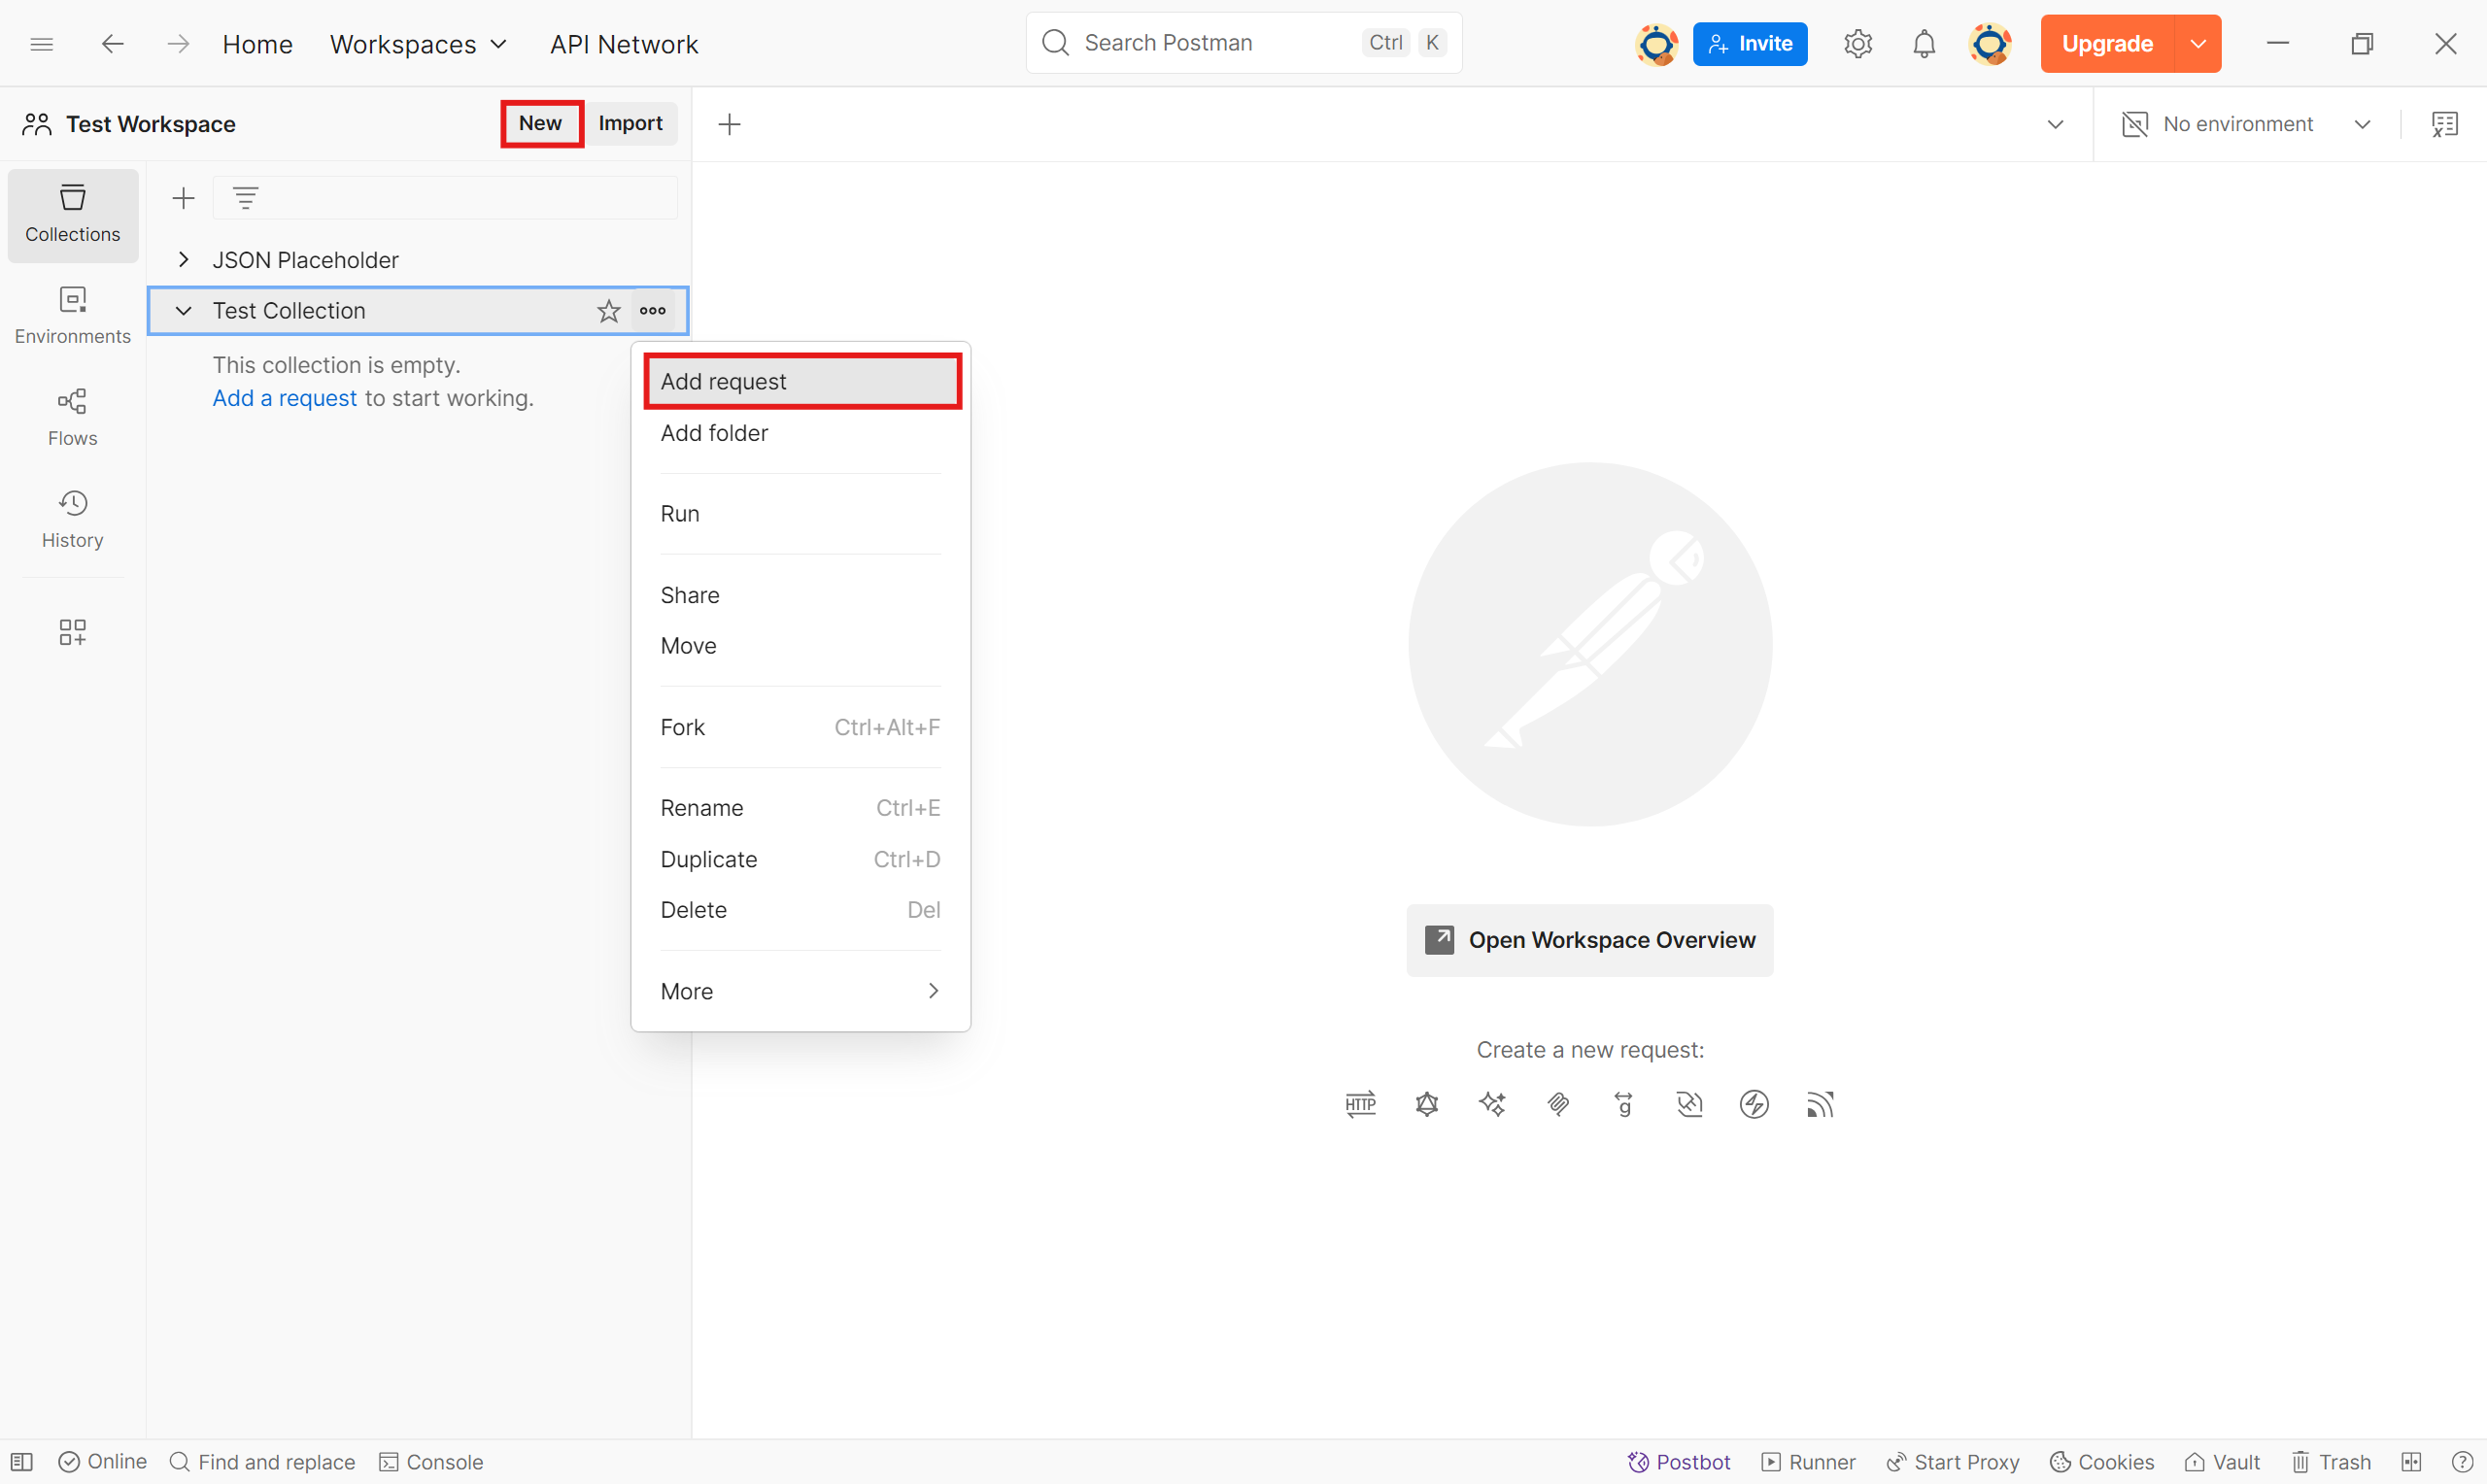 Home Workspaces API Network Search Postman Ctrl K Invite Upgrade
Test Workspace New Import No environment
Collections
JSON Placeholder
Test Collection
Environments
This collection is empty.
Add a request to start working.
Flows
History
Add request
Add folder
Run
Share
Move
Fork Ctrl+Alt+F
Rename Ctrl+E
Duplicate Ctrl+D
Delete Del
More
Open Workspace Overview
Create a new request:
HTTP g
Online Find and replace Console Postbot Runner Start Proxy Cookies Vault Trash